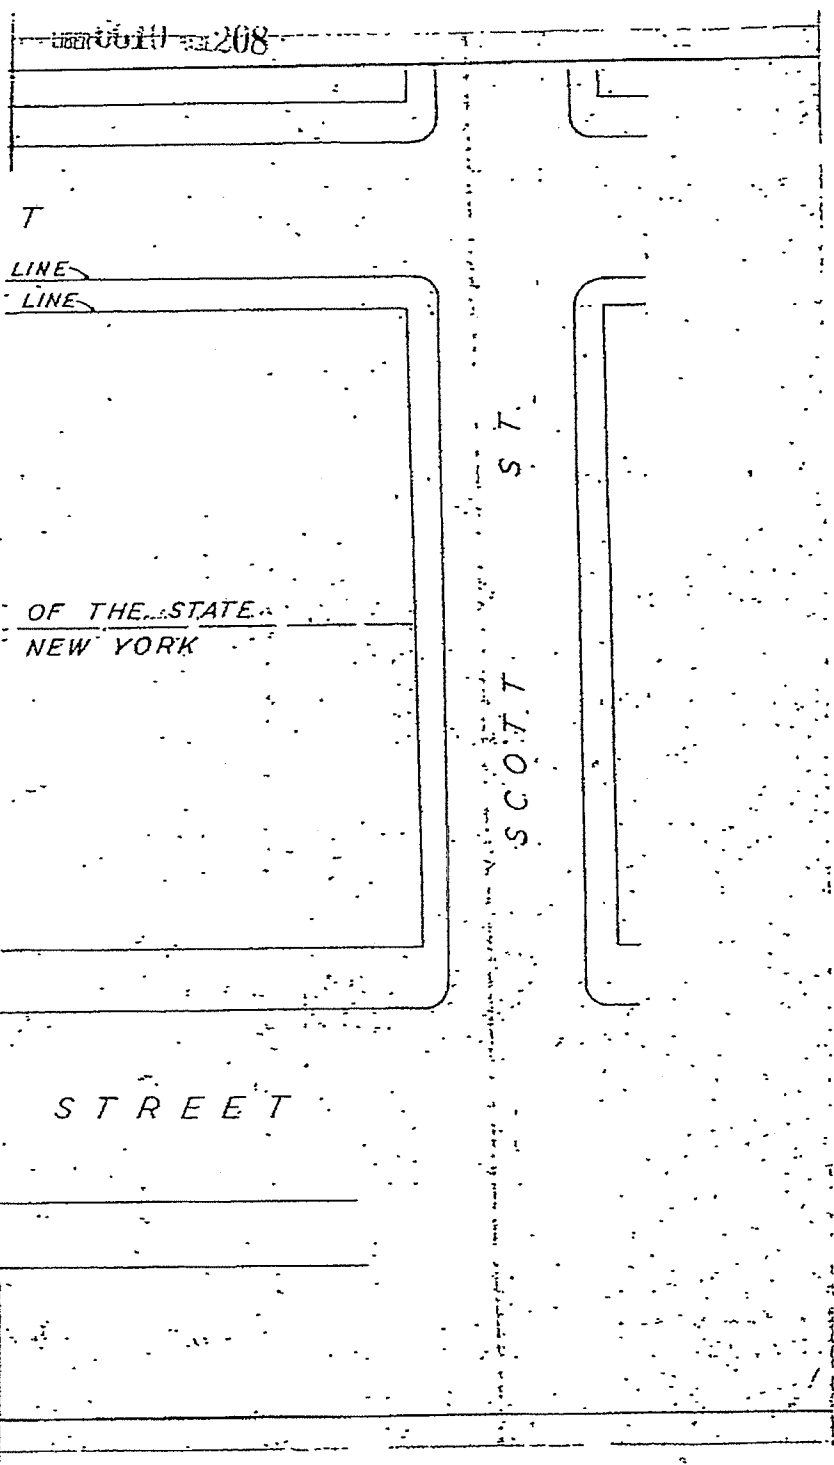 208
T
LINE
LINE
SCOTT ST.
OF THE STATE
NEW YORK
STREET